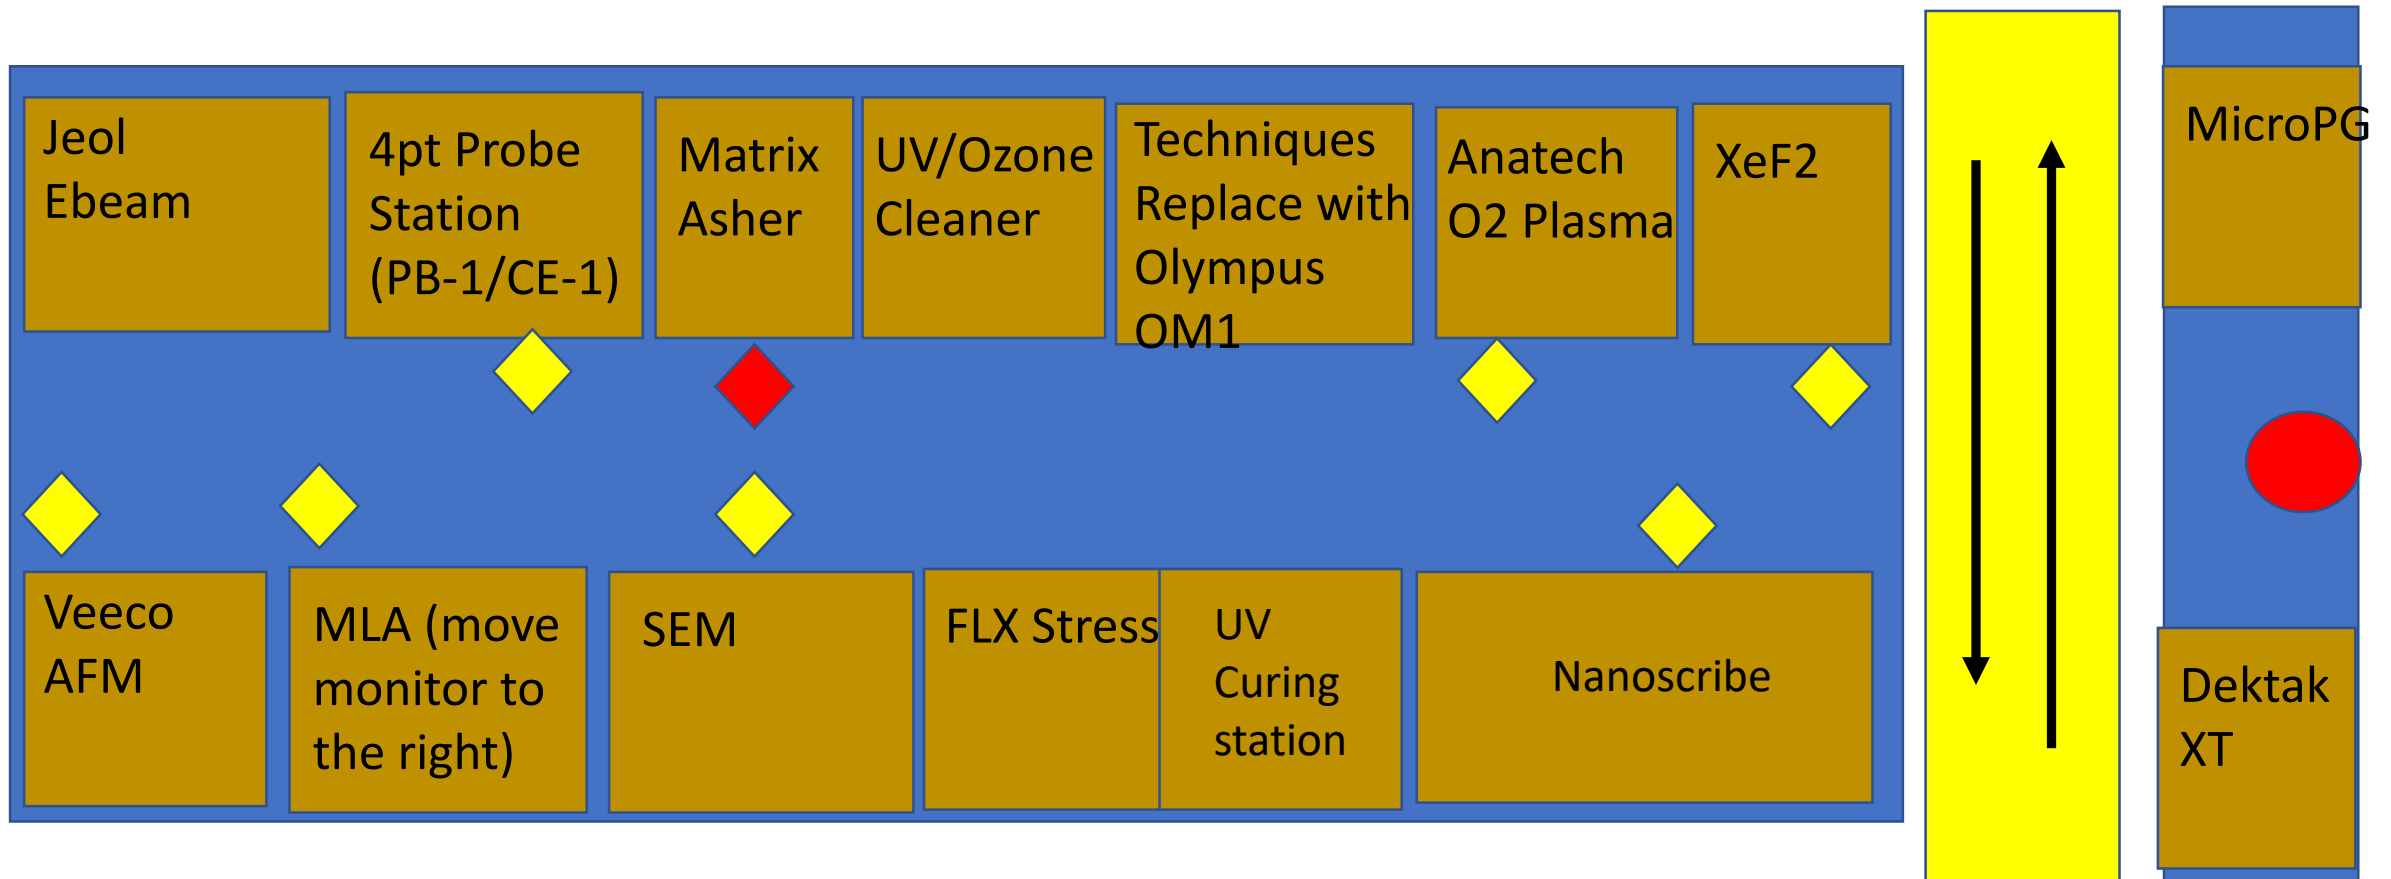 Jeol
Ebeam
4pt Probe
Station
(PB-1/CE-1)
Matrix
Asher
UV/Ozone
Cleaner
Techniques
Replace with
Olympus
OM1
Anatech
O2 Plasma
XeF2
MicroPG
Veeco
AFM
MLA (move
monitor to
the right)
SEM
FLX Stress
UV
Curing
station
Nanoscribe
Dektak
XT